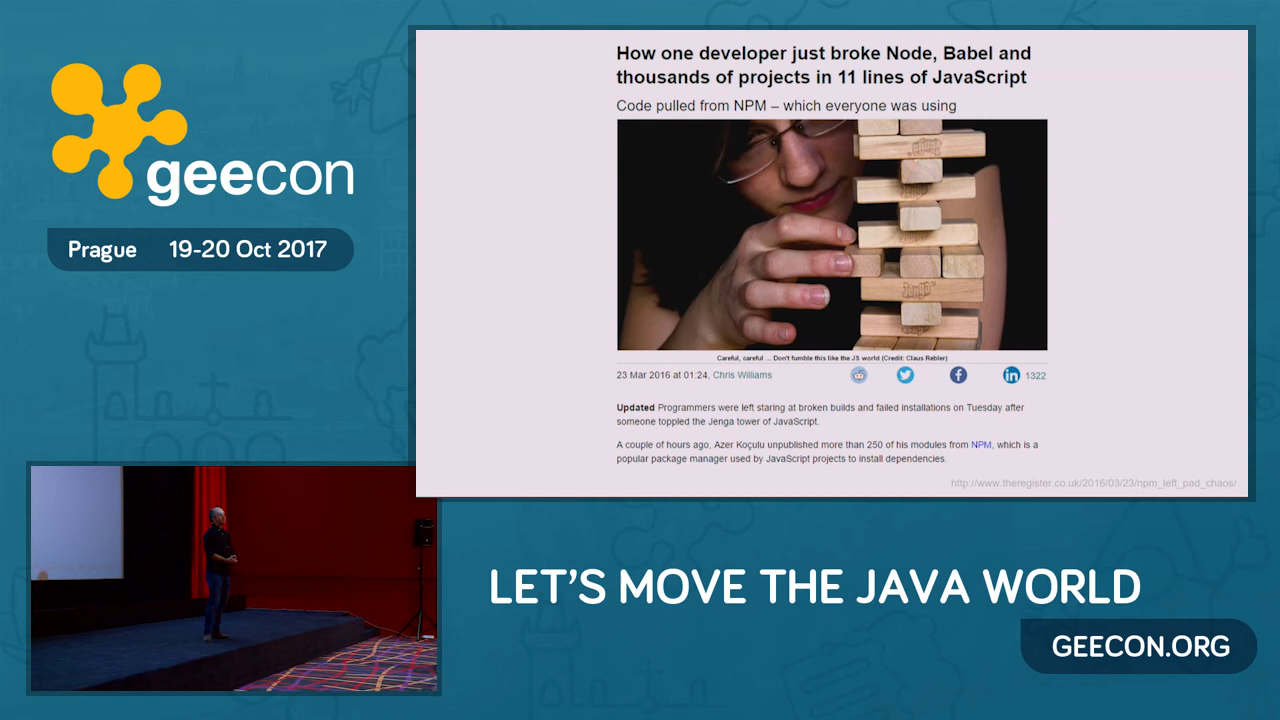 geecon
Prague 19-20 Oct 2017
How one developer just broke Node, Babel and
thousands of projects in 11 lines of JavaScript
Code pulled from NPM – which everyone was using
Jenga
Careful, careful ... Don't fumble this like the JS world (Credit: Claus Rebler)
23 Mar 2016 at 01:24, Chris Williams
in 1322
Updated Programmers were left staring at broken builds and failed installations on Tuesday after
someone toppled the Jenga tower of JavaScript.
A couple of hours ago, Azer Koçulu unpublished more than 250 of his modules from NPM, which is a
popular package manager used by JavaScript projects to install dependencies.
http://www.theregister.co.uk/2016/03/23/npm_left_pad_chaos/
LET'S MOVE THE JAVA WORLD
GEECON.ORG